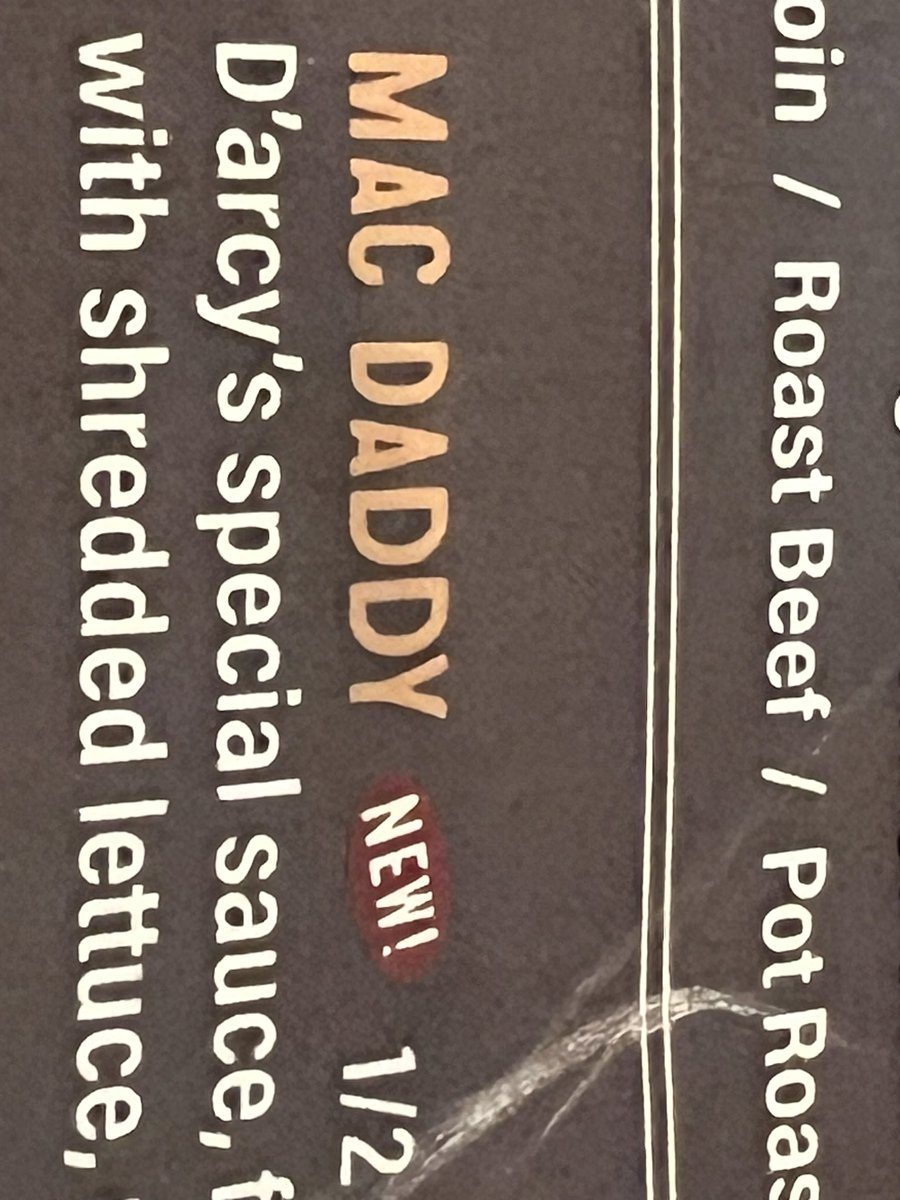 oin / Roast Beef / Pot Roas
MAC DADDY NEW! 1/2
D'arcy's special sauce, f
with shredded lettuce,